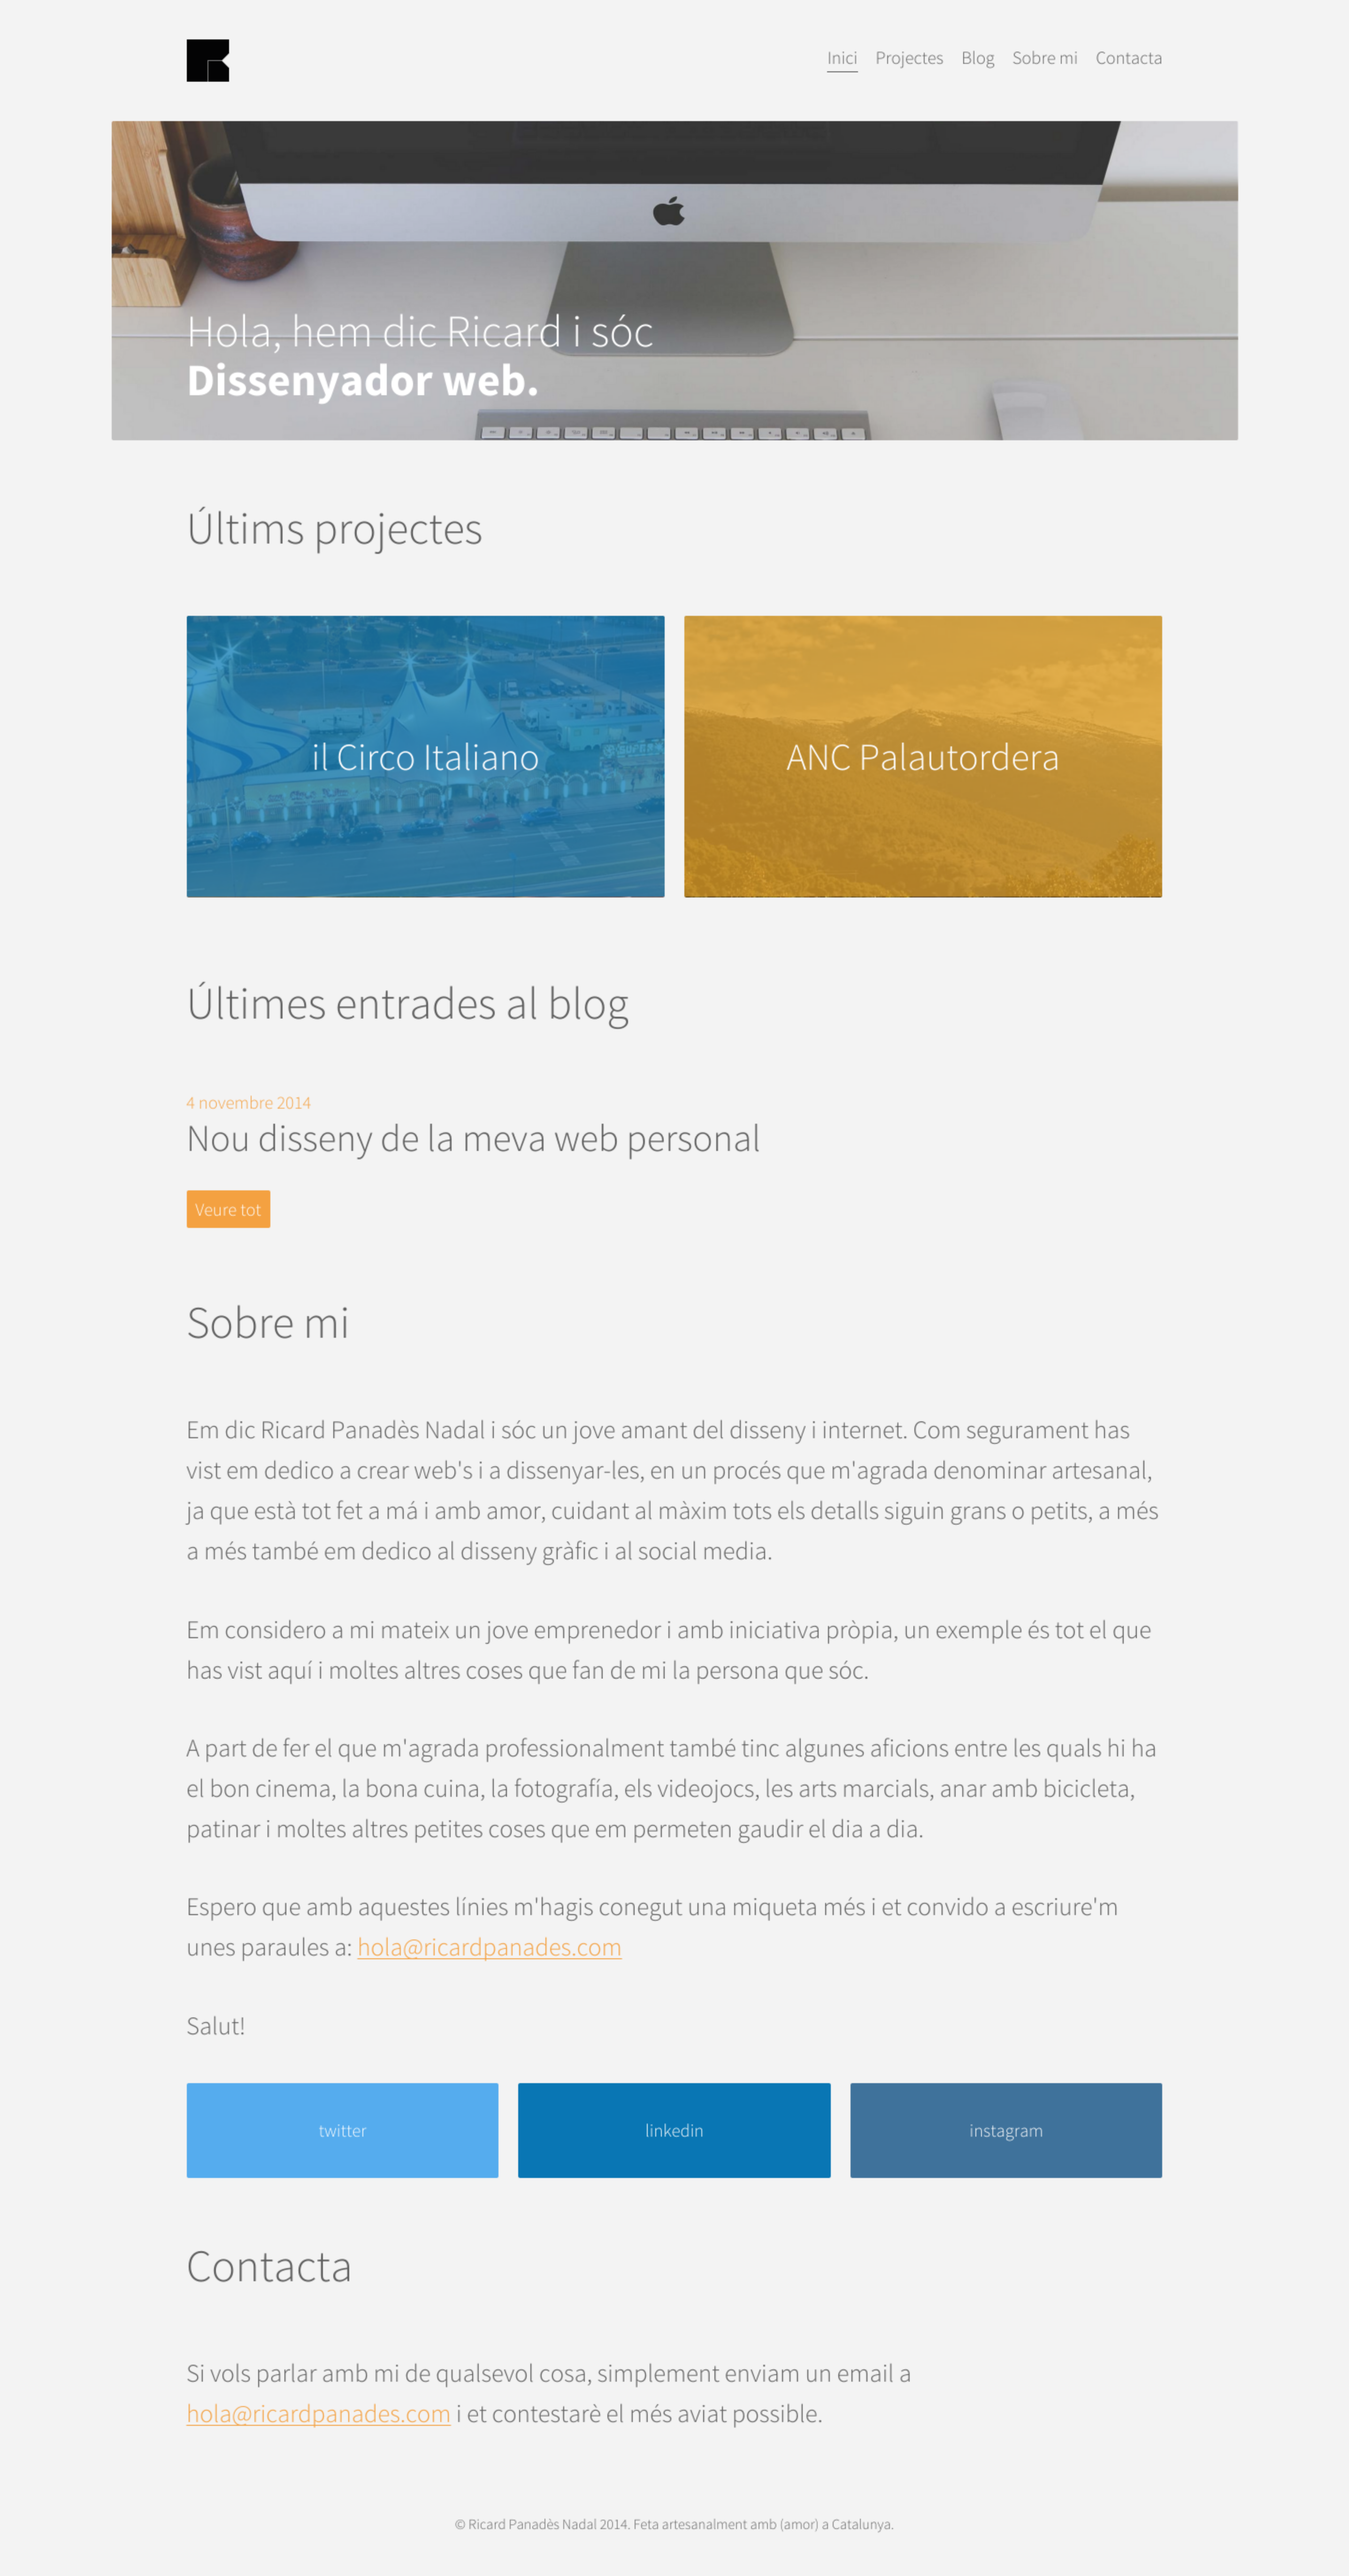 Inici Projectes Blog Sobre mi Contacta
Hola, hem dic Ricard i sóc
Dissenyador web.
Últims projectes
il Circo Italiano
ANC Palautordera
Últimes entrades al blog
4 novembre 2014
Nou disseny de la meva web personal
Veure tot
Sobre mi
Em dic Ricard Panadès Nadal i sóc un jove amant del disseny i internet. Com segurament has
vist em dedico a crear web's i a dissenyar-les, en un procés que m'agrada denominar artesanal,
ja que està tot fet a má i amb amor, cuidant al màxim tots els detalls siguin grans o petits, a més
a més també em dedico al disseny gràfic i al social media.
Em considero a mi mateix un jove emprenedor i amb iniciativa pròpia, un exemple és tot el que
has vist aquí i moltes altres coses que fan de mi la persona que sóc.
A part de fer el que m'agrada professionalment també tinc algunes aficions entre les quals hi ha
el bon cinema, la bona cuina, la fotografía, els videojocs, les arts marcials, anar amb bicicleta,
patinar i moltes altres petites coses que em permeten gaudir el dia a dia.
Espero que amb aquestes línies m'hagis conegut una miqueta més i et convido a escriure'm
unes paraules a: hola@ricardpanades.com
Salut!
twitter
linkedin
instagram
Contacta
Si vols parlar amb mi de qualsevol cosa, simplement enviam un email a
hola@ricardpanades.com i et contestarè el més aviat possible.
© Ricard Panadès Nadal 2014. Feta artesanalment amb (amor) a Catalunya.